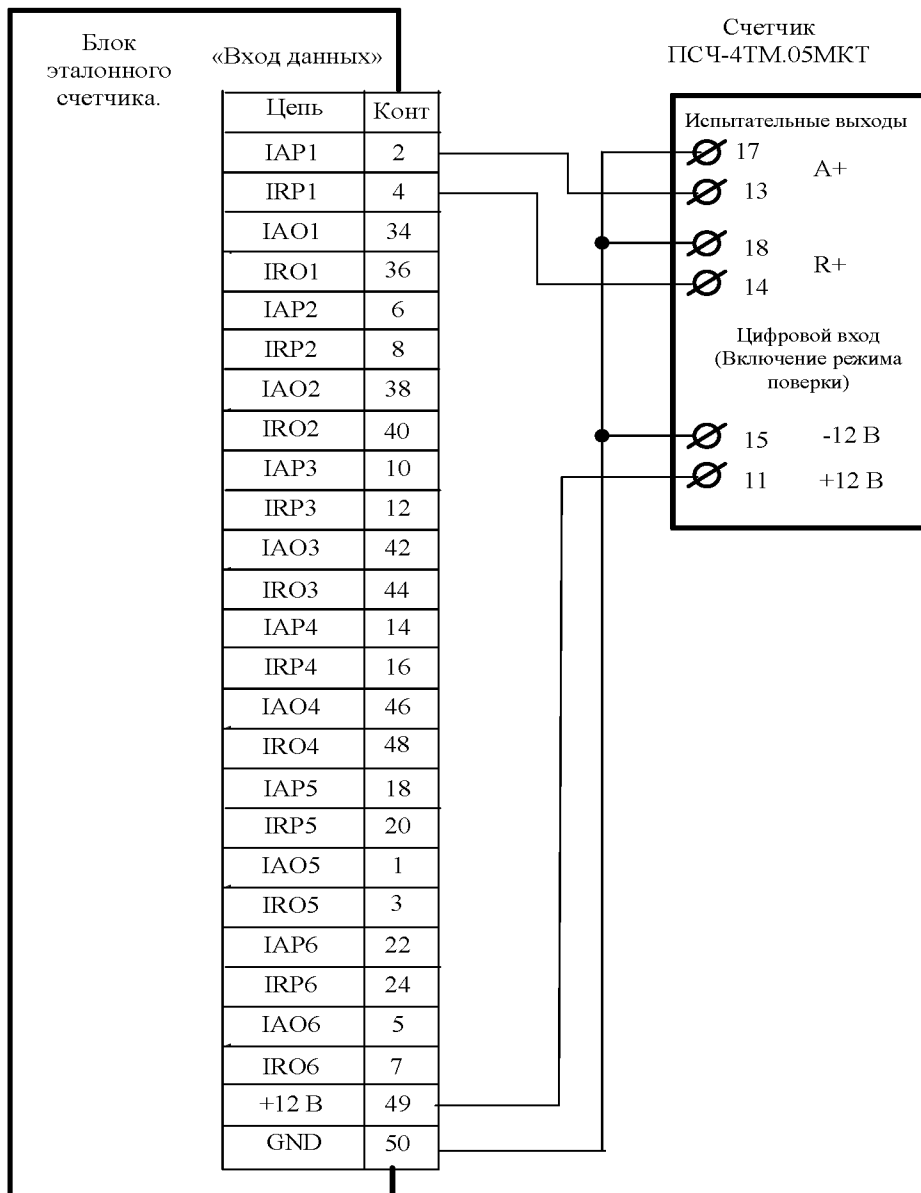 Блок
эталонного
счетчика.
«Вход данных»
Цепь Конт
IAP1 2
IRP1 4
IAO1 34
IRO1 36
IAP2 6
IRP2 8
IAO2 38
IRO2 40
IAP3 10
IRP3 12
IAO3 42
IRO3 44
IAP4 14
IRP4 16
IAO4 46
IRO4 48
IAP5 18
IRP5 20
IAO5 1
IRO5 3
IAP6 22
IRP6 24
IAO6 5
IRO6 7
+12 В 49
GND 50
Счетчик
ПСЧ-4ТМ.05МКТ
Испытательные выходы
17
A+
13
18
R+
14
Цифровой вход
(Включение режима
поверки)
15 -12 В
11 +12 В